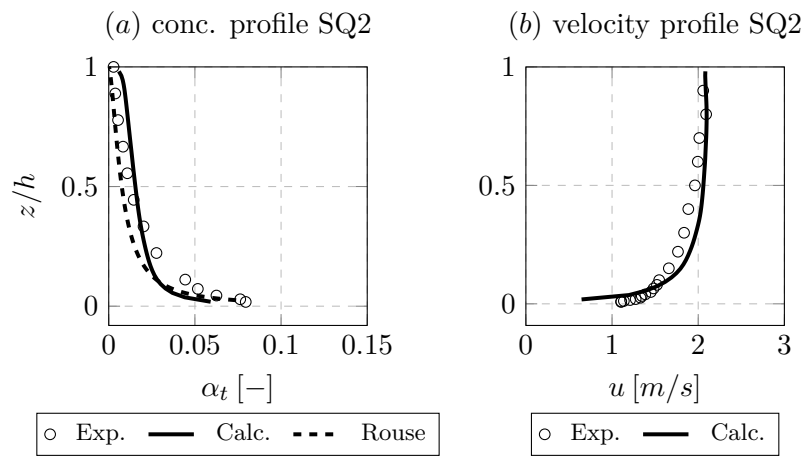 (a) conc. profile SQ2
1
0.5
0
z/h
0
0.05
0.1
0.15
α_t [−]
Exp.
Calc.
Rouse
(b) velocity profile SQ2
1
0.5
0
0
1
2
3
u [m/s]
Exp.
Calc.